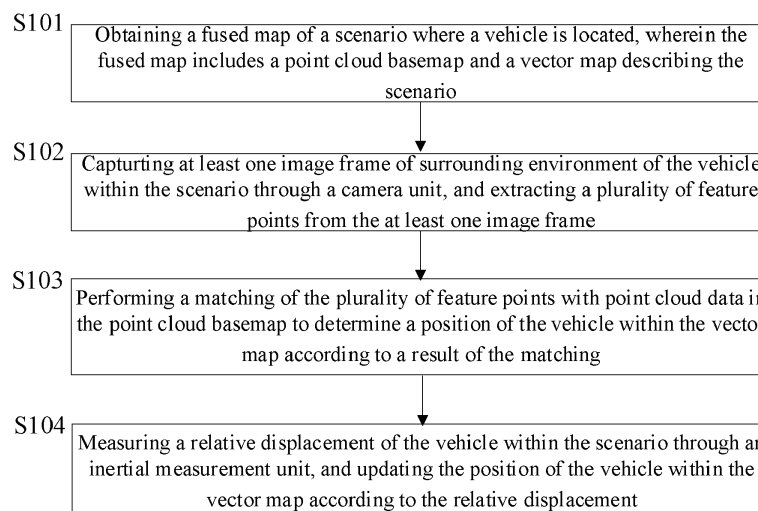 S101
Obtaining a fused map of a scenario where a vehicle is located, wherein the
fused map includes a point cloud basemap and a vector map describing the
scenario
S102
Capturting at least one image frame of surrounding environment of the vehicle
within the scenario through a camera unit, and extracting a plurality of feature
points from the at least one image frame
S103
Performing a matching of the plurality of feature points with point cloud data in
the point cloud basemap to determine a position of the vehicle within the vector
map according to a result of the matching
S104
Measuring a relative displacement of the vehicle within the scenario through an
inertial measurement unit, and updating the position of the vehicle within the
vector map according to the relative displacement